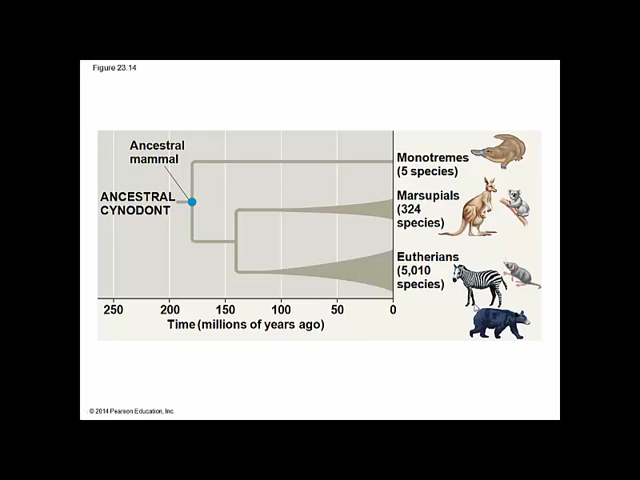 Figure 23.14
Ancestral
mammal
ANCESTRAL
CYNODONT
Monotremes
(5 species)
Marsupials
(324
species)
Eutherians
(5,010
species)
250 200 150 100 50 0
Time (millions of years ago)
© 2014 Pearson Education, Inc.